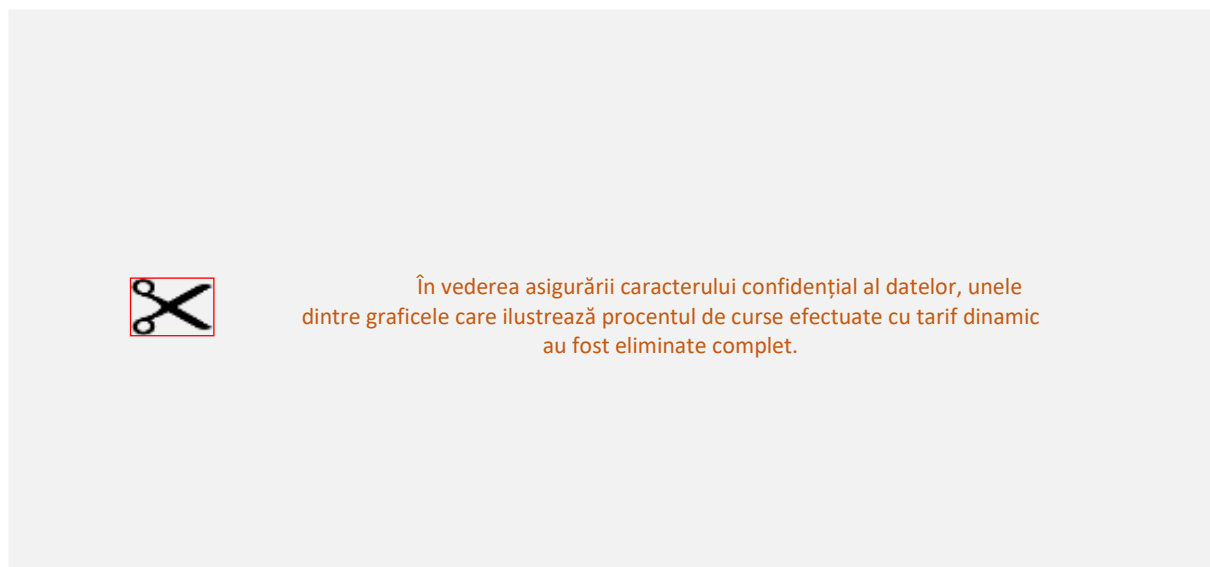 În vederea asigurării caracterului confidențial al datelor, unele
dintre graficele care ilustrează procentul de curse efectuate cu tarif dinamic
au fost eliminate complet.